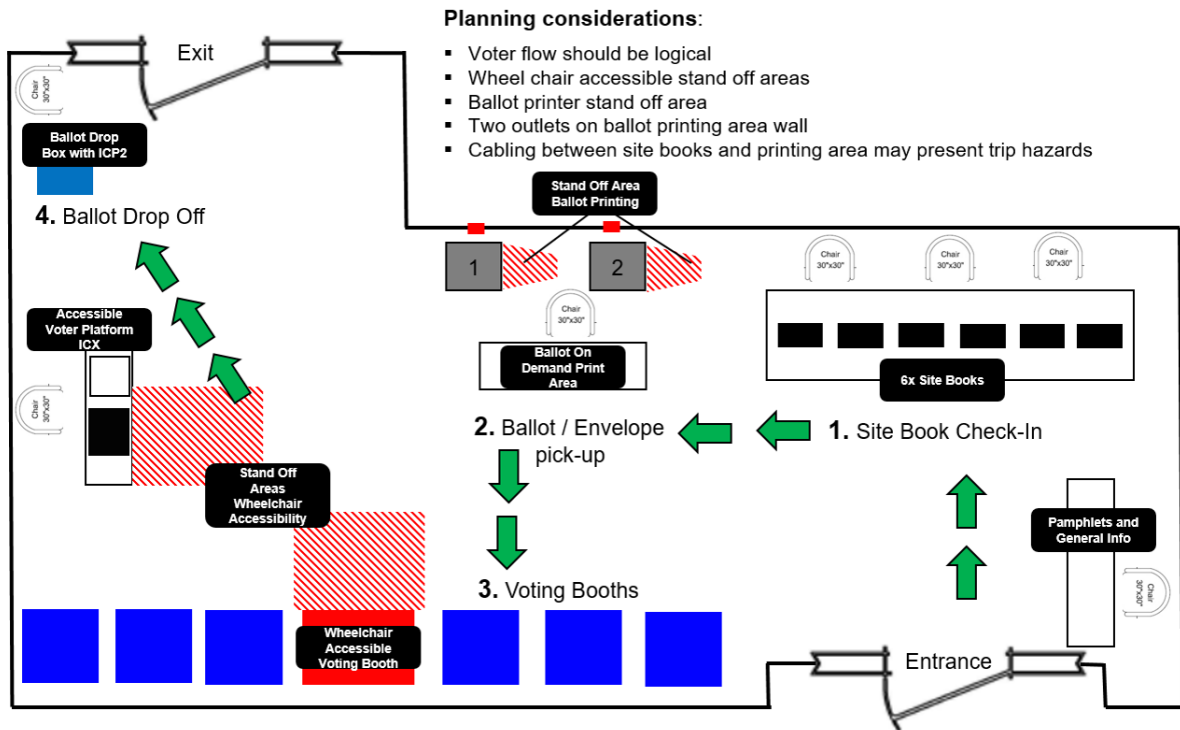 Planning considerations:
▪ Voter flow should be logical
▪ Wheel chair accessible stand off areas
▪ Ballot printer stand off area
▪ Two outlets on ballot printing area wall
▪ Cabling between site books and printing area may present trip hazards
Exit
Chair
30"x30"
Ballot Drop
Box with ICP2
4. Ballot Drop Off
Stand Off Area
Ballot Printing
1
2
Chair
30"x30"
Ballot On
Demand Print
Area
Chair
30"x30"
Chair
30"x30"
Chair
30"x30"
6x Site Books
Accessible
Voter Platform
ICX
Chair
30"x30"
Stand Off
Areas
Wheelchair
Accessibility
2. Ballot / Envelope
pick-up
1. Site Book Check-In
Pamphlets and
General Info
Chair
30"x30"
3. Voting Booths
Wheelchair
Accessible
Voting Booth
Entrance